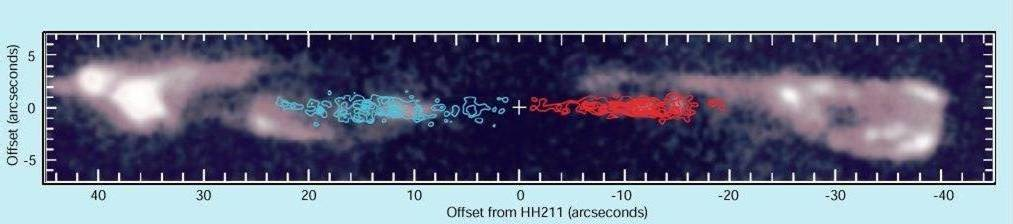 Offset (arcseconds)
5
0
-5
40 30 20 10 0 -10 -20 -30 -40
Offset from HH211 (arcseconds)